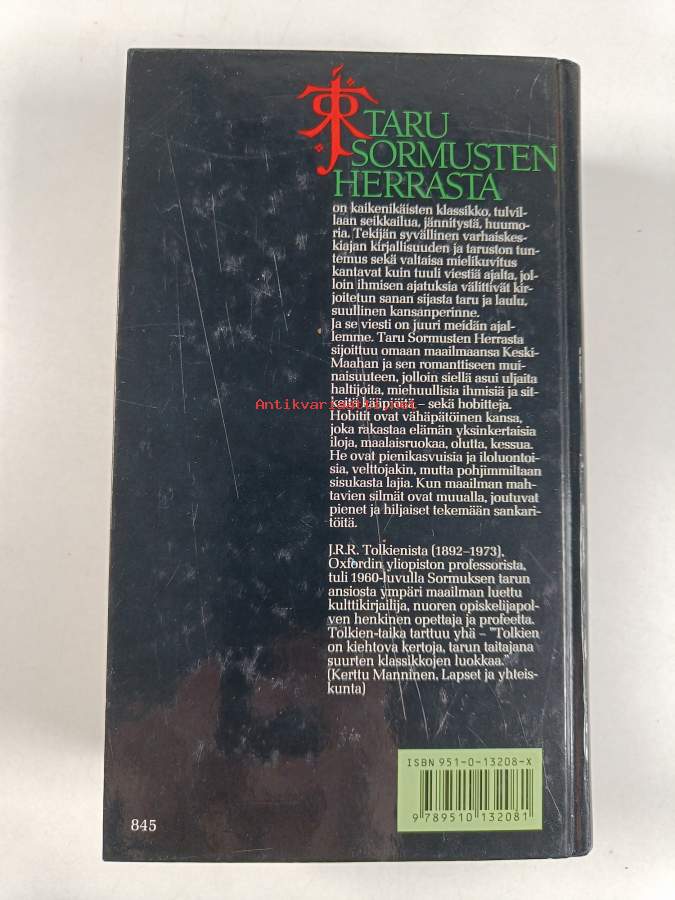 TARU
SORMUSTEN
HERRASTA
on kaikenikäisten klassikko, tulvil-
laan seikkailua, jännitystä, huumo-
ria. Tekijän syvällinen varhaiskes-
kiajan kirjallisuuden ja taruston tun-
temus sekä valtaisa mielikuvitus
kantavat kuin tuuli viestiä ajalta, jol-
loin ihmisen ajatuksia välittivät kir-
joitetun sanan sijasta taru ja laulu,
suullinen kansanperinne.
Ja se viesti on juuri meidän ajal-
lemme. Taru Sormusten Herrasta
sijoittuu omaan maailmaansa Keski-
Maahan ja sen romanttiseen mui-
naisuuteen, jolloin siellä asui uljaita
haltijoita, miehuullisia ihmisiä ja sit-
keitä kääpiöitä – sekä hobitteja.
Antikvariaatti.net
Hobitit ovat vähäpätöinen kansa,
joka rakastaa elämän yksinkertaisia
iloja, maalaisruokaa, olutta, kessua.
He ovat pienikasvuisia ja iloluontoi-
sia, velttojakin, mutta pohjimmiltaan
sisukasta lajia. Kun maailman mah-
tavien silmät ovat muualla, joutuvat
pienet ja hiljaiset tekemään sankari-
töitä.
J.R.R. Tolkienista (1892–1973),
Oxfordin yliopiston professorista,
tuli 1960-luvulla Sormuksen tarun
ansiosta ympäri maailman luettu
kulttikirjailija, nuoren opiskelijapol-
ven henkinen opettaja ja profeetta.
Tolkien-taika tarttuu yhä – "Tolkien
on kiehtova kertoja, tarun taitajana
suurten klassikkojen luokkaa."
(Kerttu Manninen, Lapset ja yhteis-
kunta)
ISBN 951-0-13208-X
9 789510 132081
845